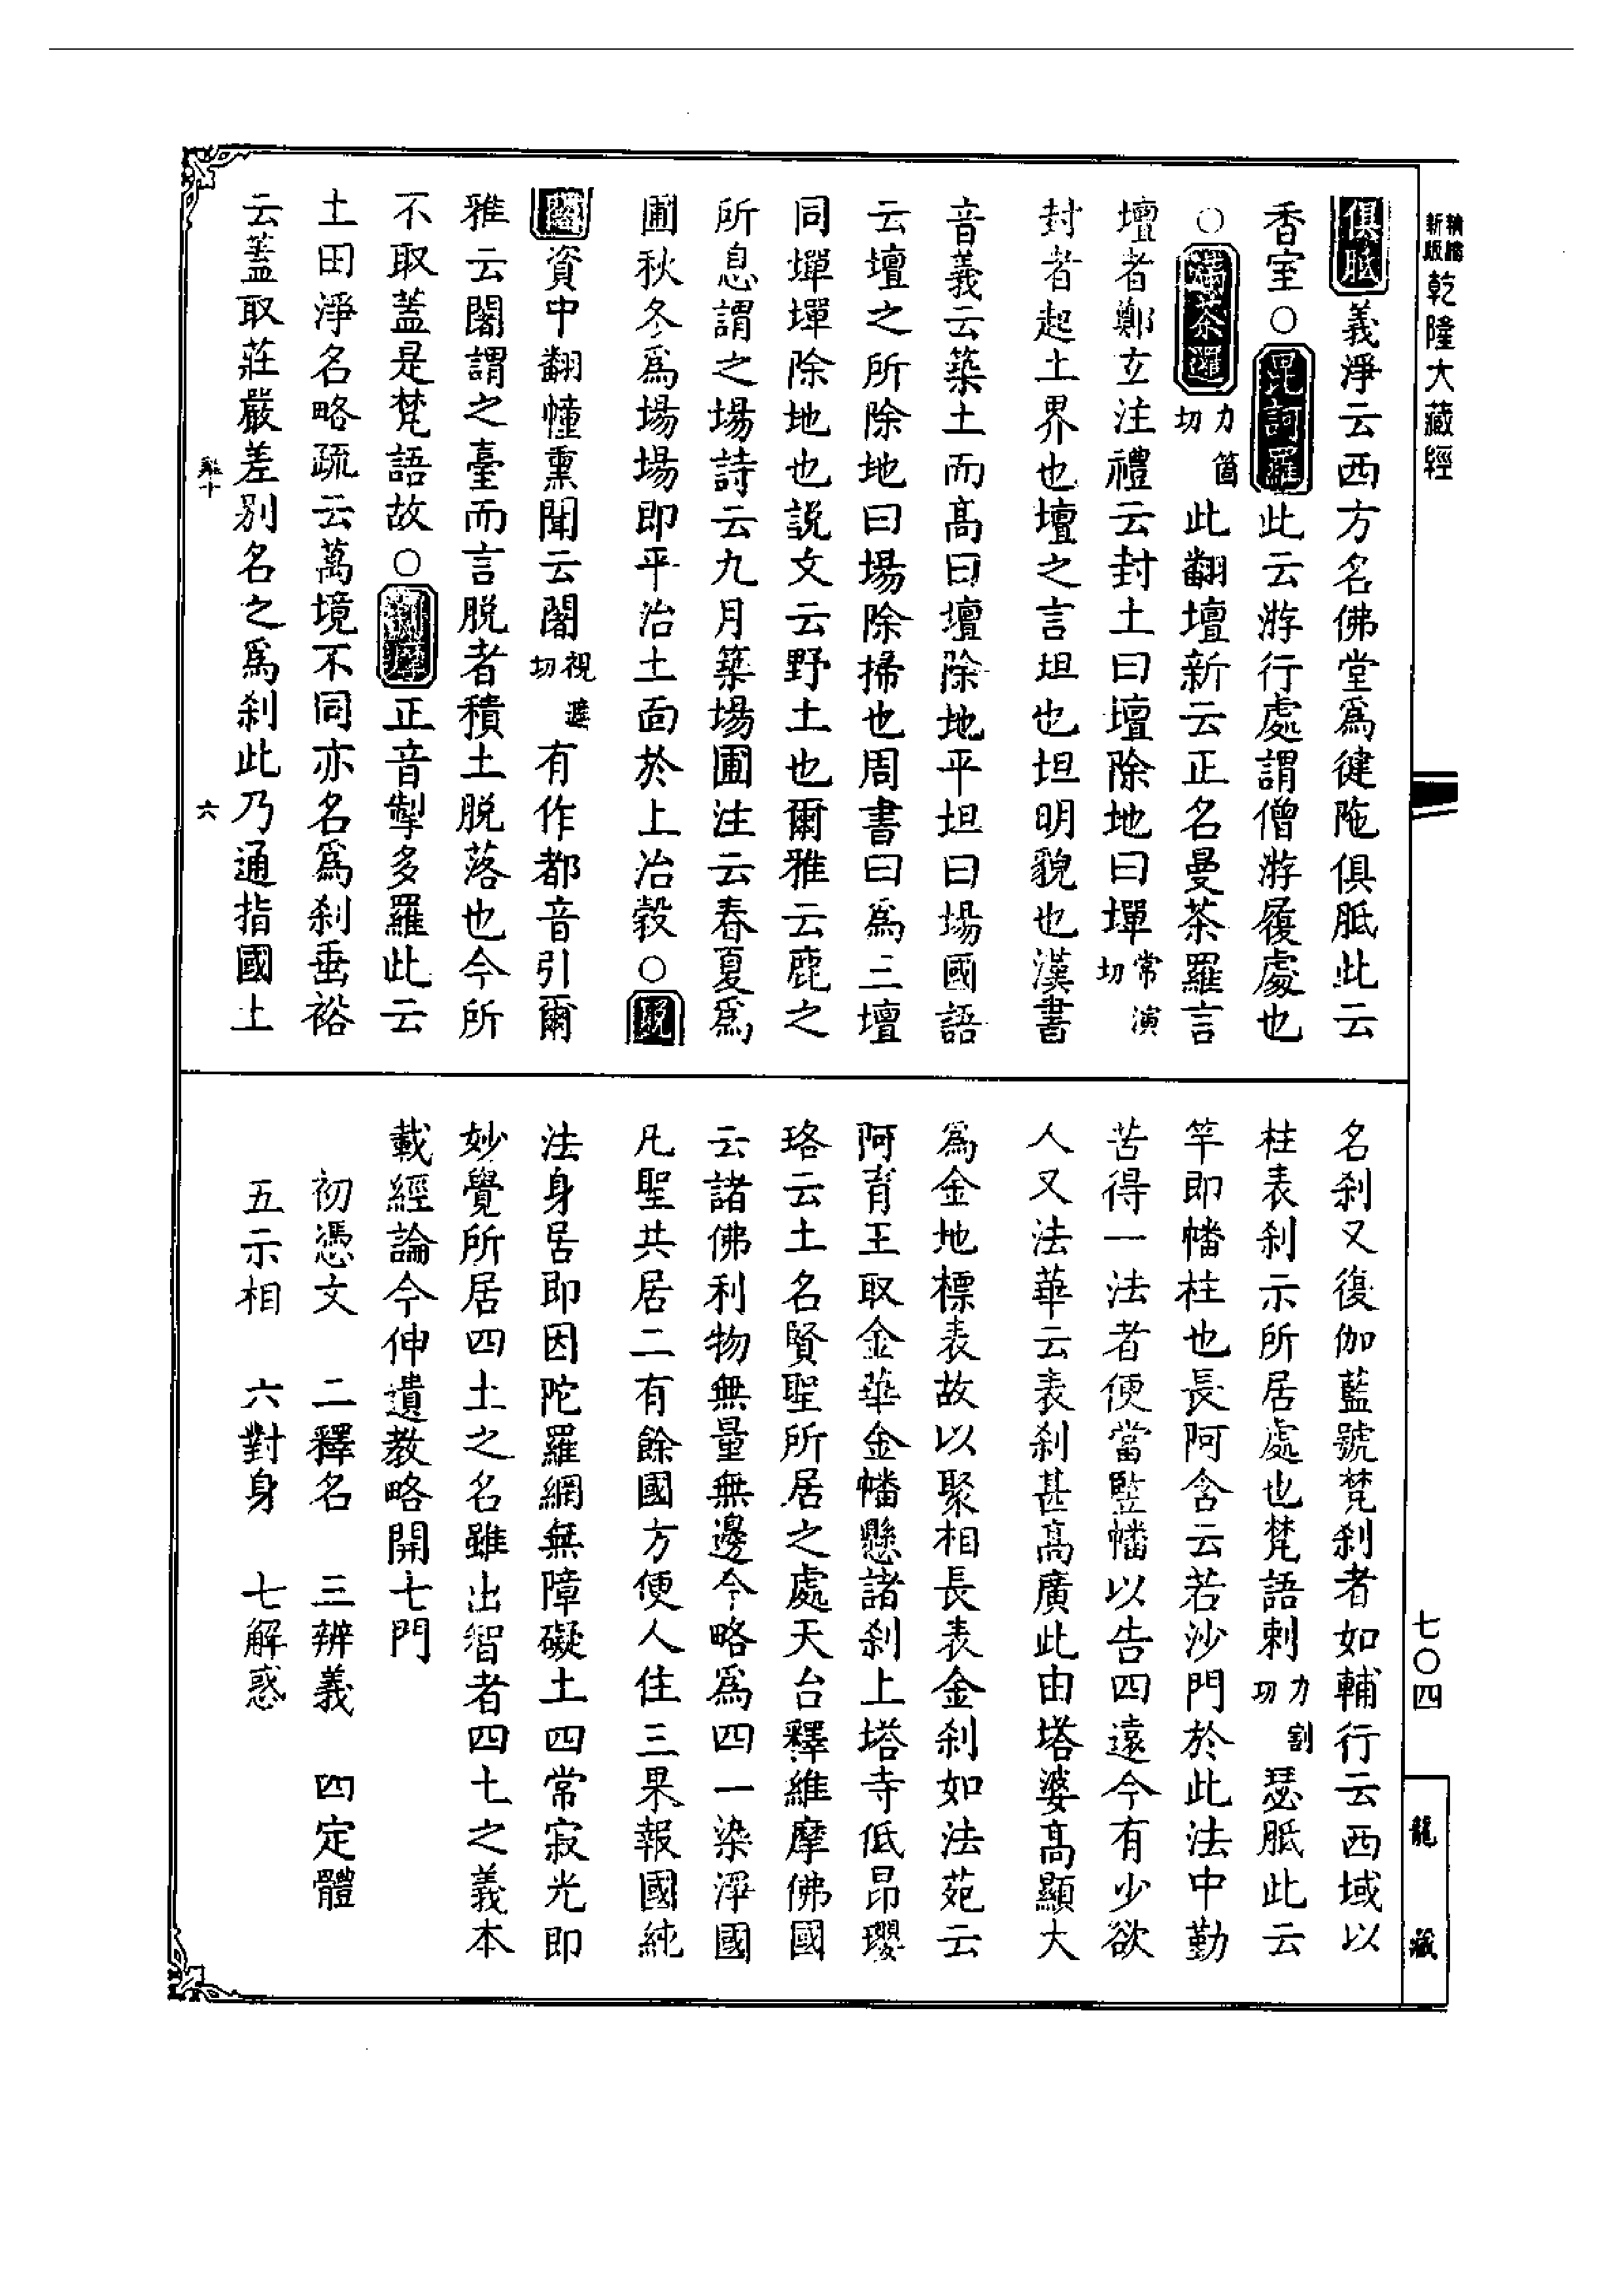 新版
乾隆大藏經
俱胝義淨云西方名佛堂爲健陁俱胝此云
香室○毘訶羅此云游行處謂僧游履處也
○滿荼邏力箇切此翻壇新云正名曼荼羅言
壇者鄭玄注禮云封土曰壇除地曰墠常演切
封者起土界也壇之言坦也坦明貌也漢書
音義云築土而高曰壇除地平坦曰場國語
云壇之所除地曰場除掃也周書曰爲三壇
同墠墠除地也説文云野土也爾雅云鹿之
所息謂之場詩云九月築場圃注云春夏爲
圃秋冬爲場場即平治土面於上治穀○脱
闍資中翻幢熏聞云闍視遮切有作都音引爾
雅云闍謂之臺而言脱者積土脱落也今所
不取蓋是梵語故○剎摩正音掣多羅此云
土田淨名略疏云萬境不同亦名爲刹垂裕
云蓋取莊嚴差别名之爲刹此乃通指國土
六
名刹又復伽藍號梵刹者如輔行云西域以
柱表刹示所居處也梵語剌力割切瑟胝此云
竿即幡柱也長阿含云若沙門於此法中勤
苦得一法者便當豎幡以告四遠今有少欲
人又法華云表刹甚高廣此由塔婆高顯大
爲金地標表故以聚相長表金刹如法苑云
阿育王取金華金幡懸諸刹上塔寺低昂瓔
珞云土名賢聖所居之處天台釋維摩佛國
云諸佛利物無量無邊今略爲四一染淨國
凡聖共居二有餘國方便人住三果報國純
法身居即因陀羅網無障礙土四常寂光即
妙覺所居四土之名雖出智者四七之義本
載經論今伸遺教略開七門
初憑文　二釋名　三辨義　四定體
五示相　六對身　七解惑
七〇四
龍藏